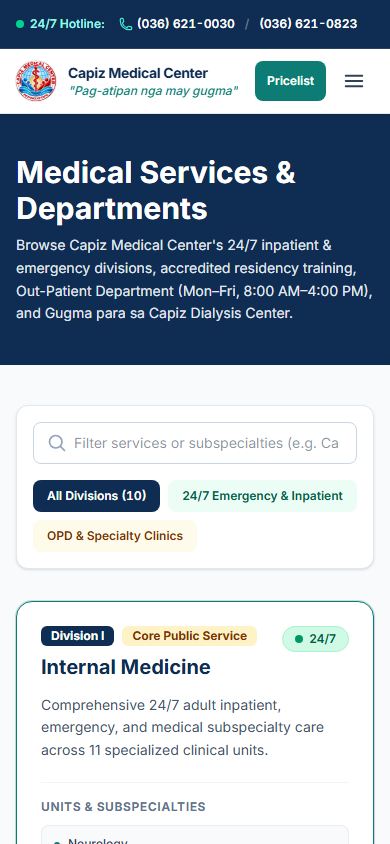 24/7 Hotline: (036) 621-0030 / (036) 621-0823
Capiz Medical Center
"Pag-atipan nga may gugma"
Pricelist
Medical Services &
Departments
Browse Capiz Medical Center's 24/7 inpatient &
emergency divisions, accredited residency training,
Out-Patient Department (Mon–Fri, 8:00 AM–4:00 PM),
and Gugma para sa Capiz Dialysis Center.
Filter services or subspecialties (e.g. Ca
All Divisions (10)
24/7 Emergency & Inpatient
OPD & Specialty Clinics
Division I
Core Public Service
24/7
Internal Medicine
Comprehensive 24/7 adult inpatient,
emergency, and medical subspecialty care
across 11 specialized clinical units.
UNITS & SUBSPECIALTIES
Neurology